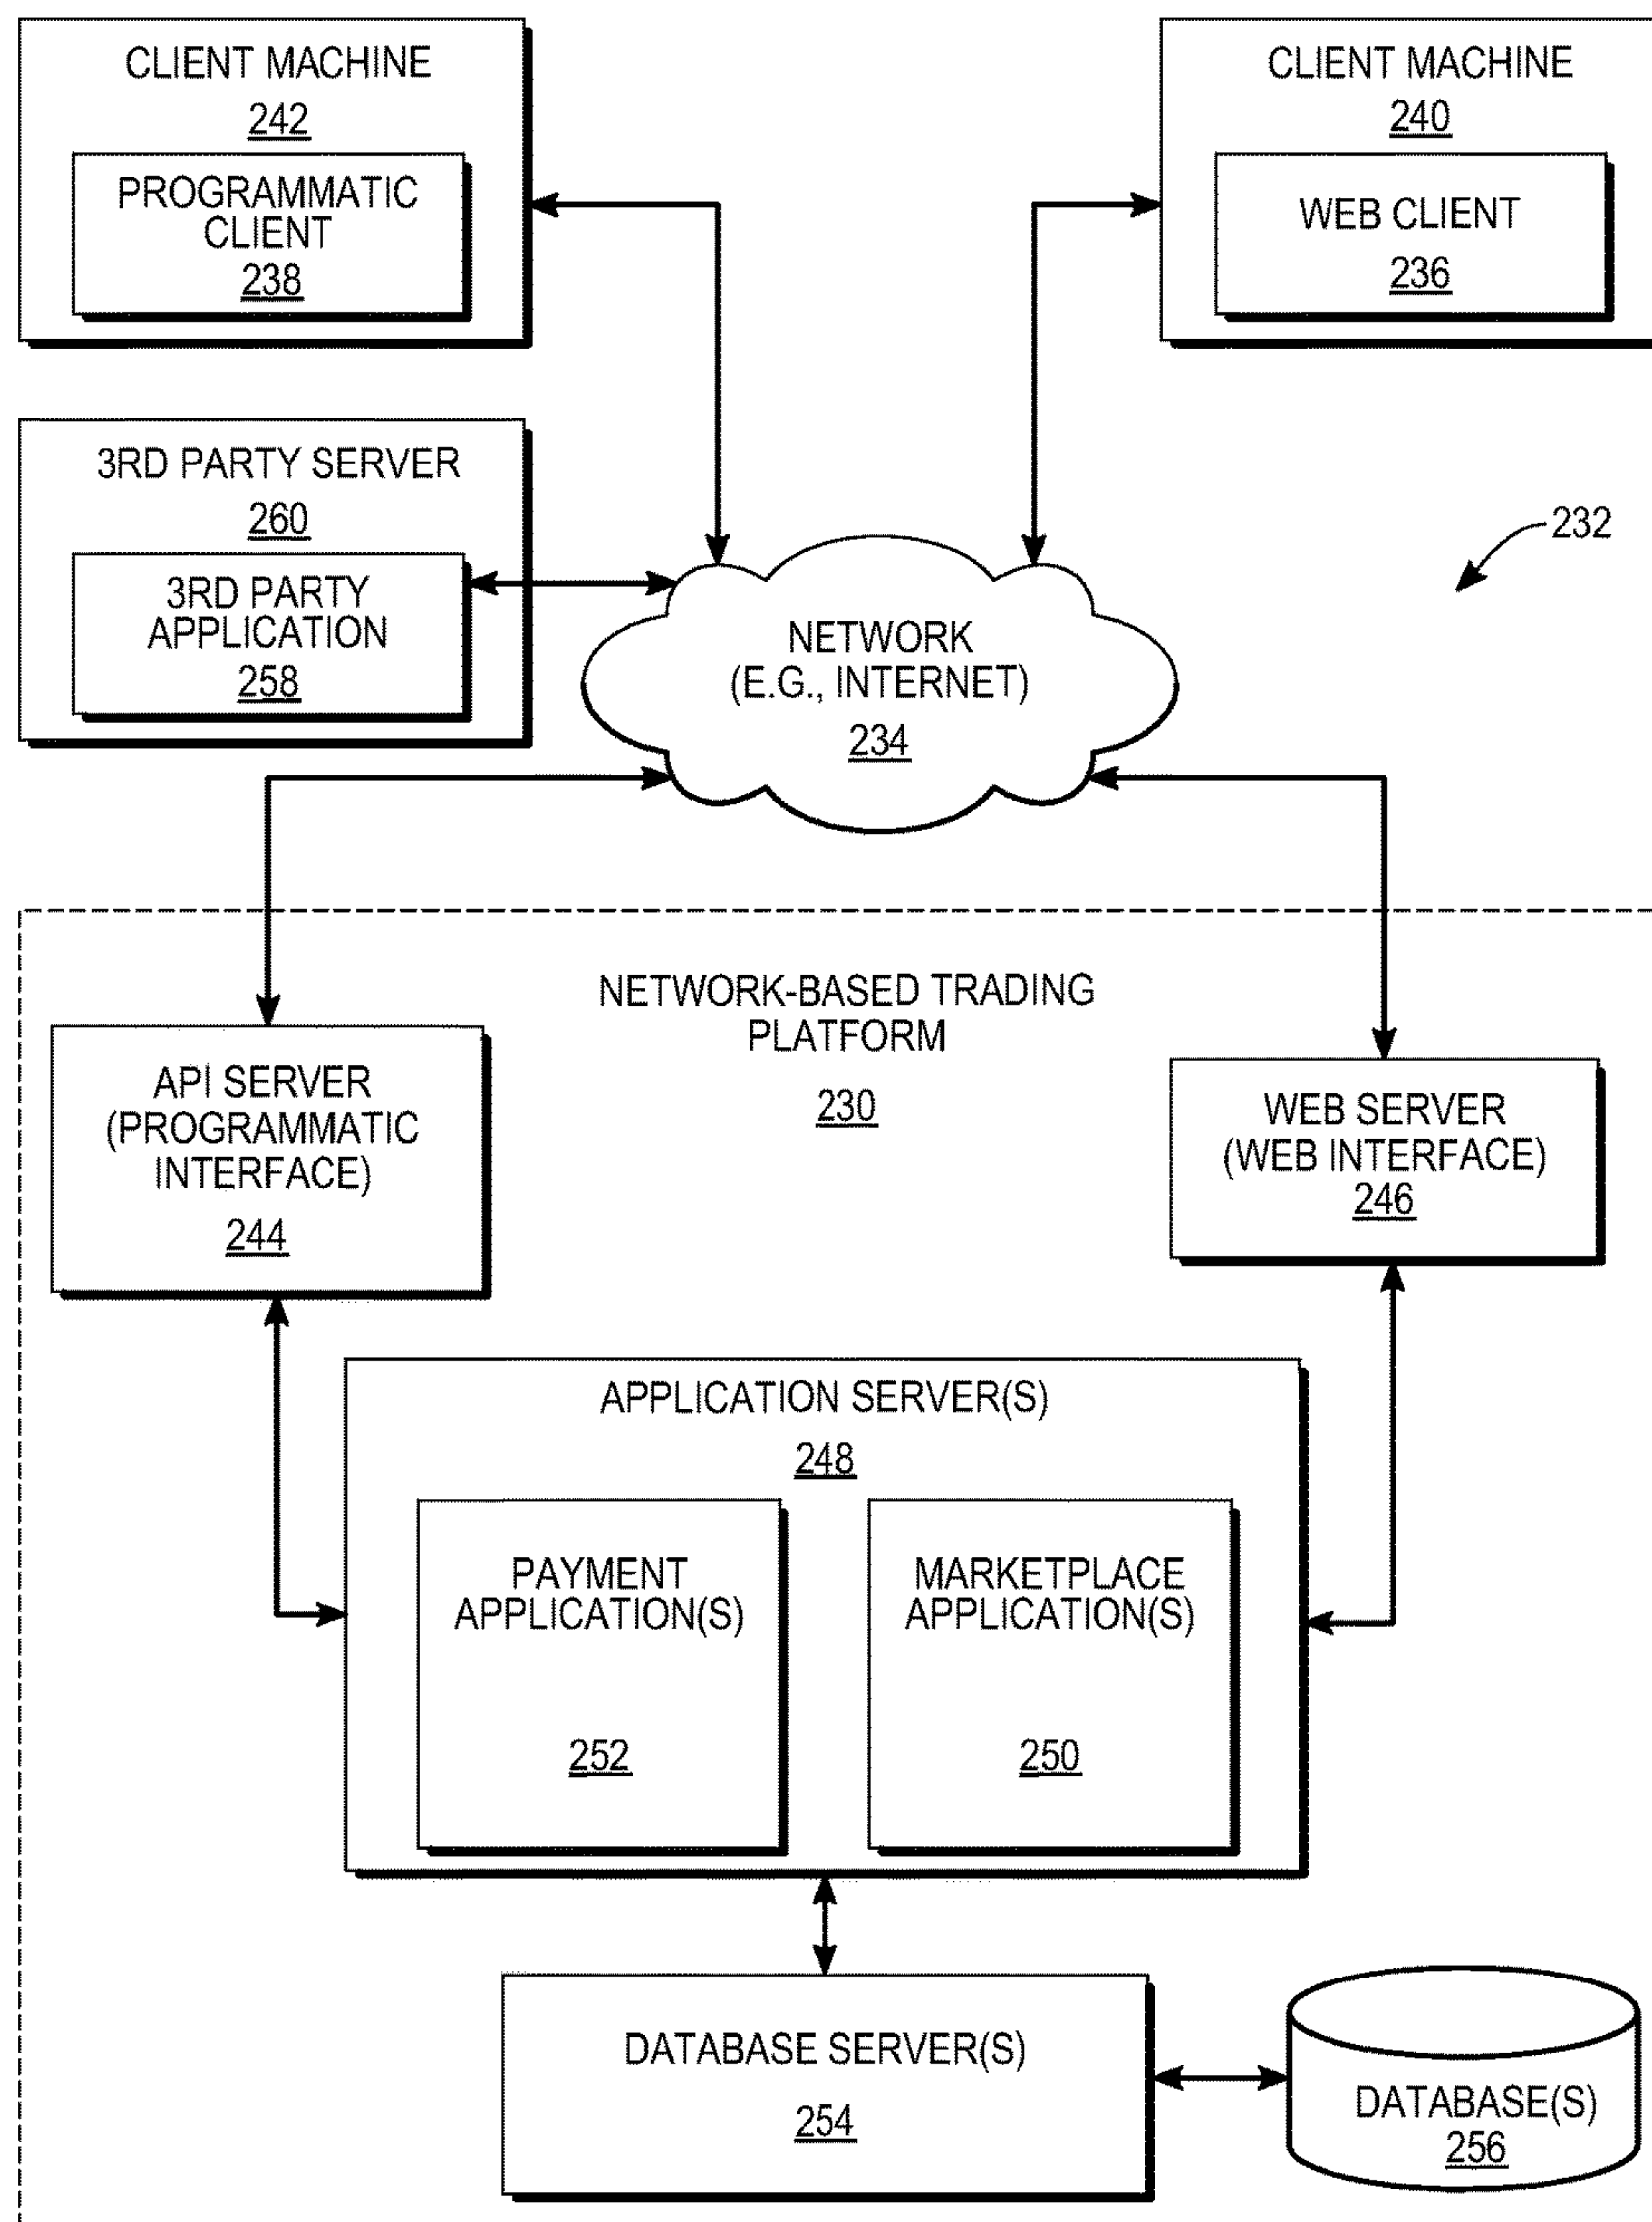 CLIENT MACHINE
242
PROGRAMMATIC
CLIENT
238
CLIENT MACHINE
240
WEB CLIENT
236
3RD PARTY SERVER
260
3RD PARTY
APPLICATION
258
232
NETWORK
(E.G., INTERNET)
234
NETWORK-BASED TRADING
PLATFORM
230
API SERVER
(PROGRAMMATIC
INTERFACE)
244
WEB SERVER
(WEB INTERFACE)
246
APPLICATION SERVER(S)
248
PAYMENT
APPLICATION(S)
252
MARKETPLACE
APPLICATION(S)
250
DATABASE SERVER(S)
254
DATABASE(S)
256